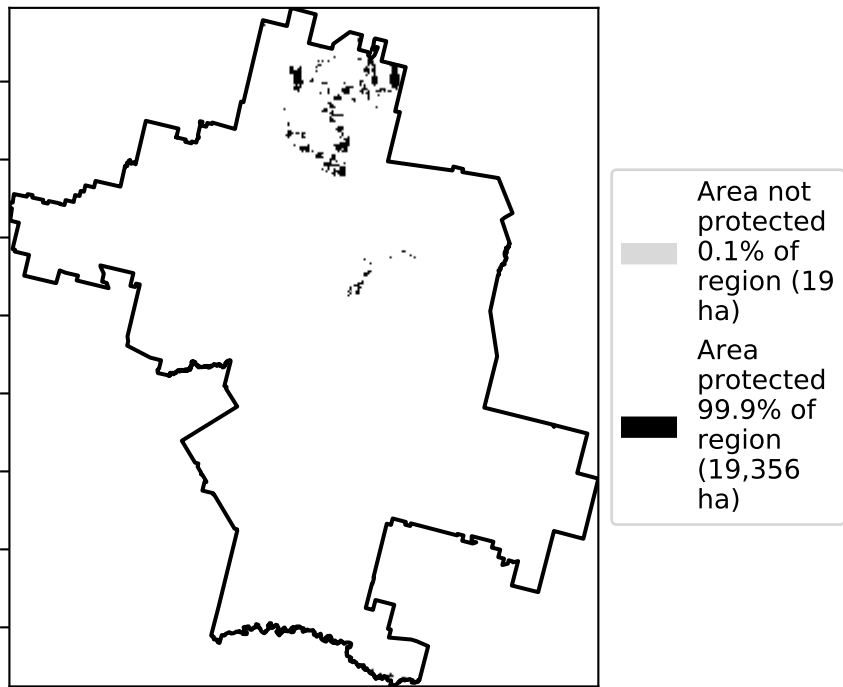 Area not
protected
0.1% of
region (19
ha)
Area
protected
99.9% of
region
(19,356
ha)